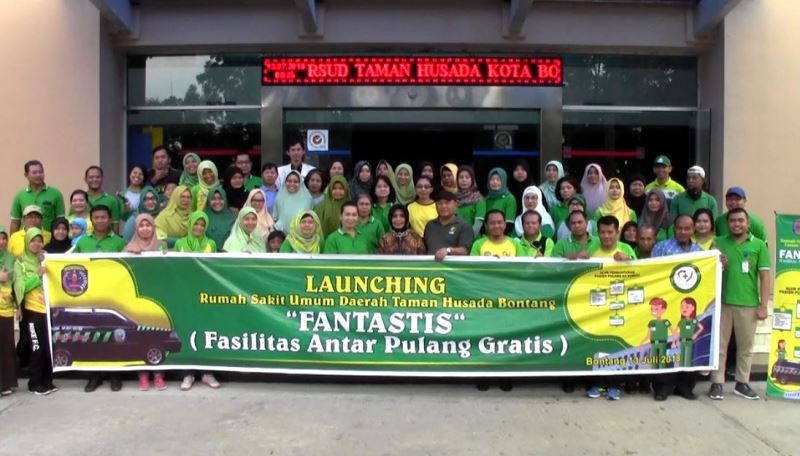 RSUD TAMAN HUSADA KOTA BO
LAUNCHING
Rumah Sakit Umum Daerah Taman Husada Bontang
"FANTASTIS"
( Fasilitas Antar Pulang Gratis )
Bontang 13 Juli 2018